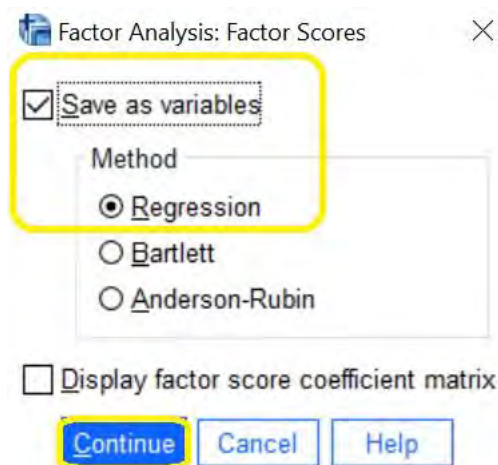 Factor Analysis: Factor Scores
Save as variables
Method
Regression
Bartlett
Anderson-Rubin
Display factor score coefficient matrix
Continue Cancel Help